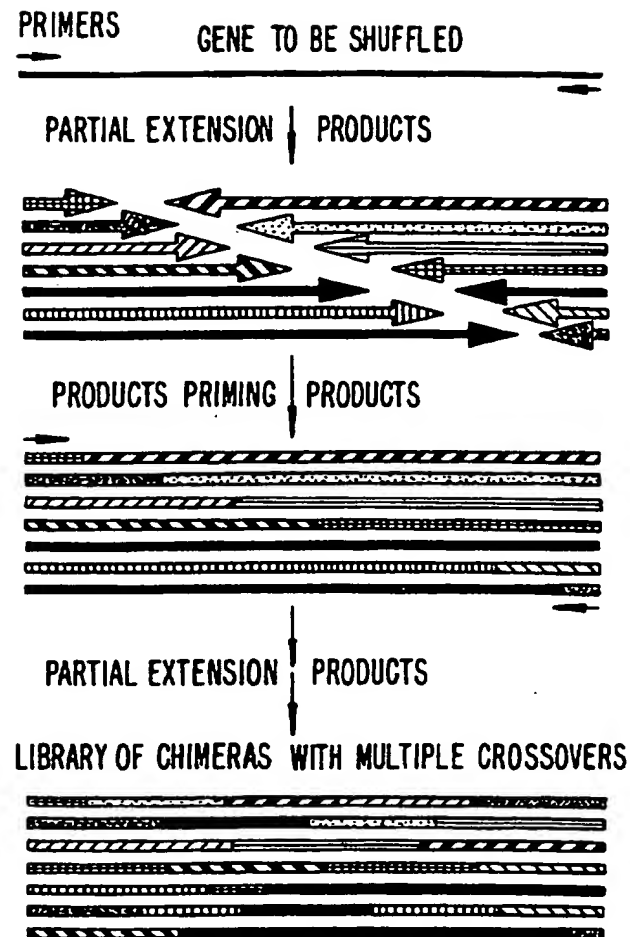 PRIMERS
GENE TO BE SHUFFLED
PARTIAL EXTENSION PRODUCTS
PRODUCTS PRIMING PRODUCTS
PARTIAL EXTENSION PRODUCTS
LIBRARY OF CHIMERAS WITH MULTIPLE CROSSOVERS